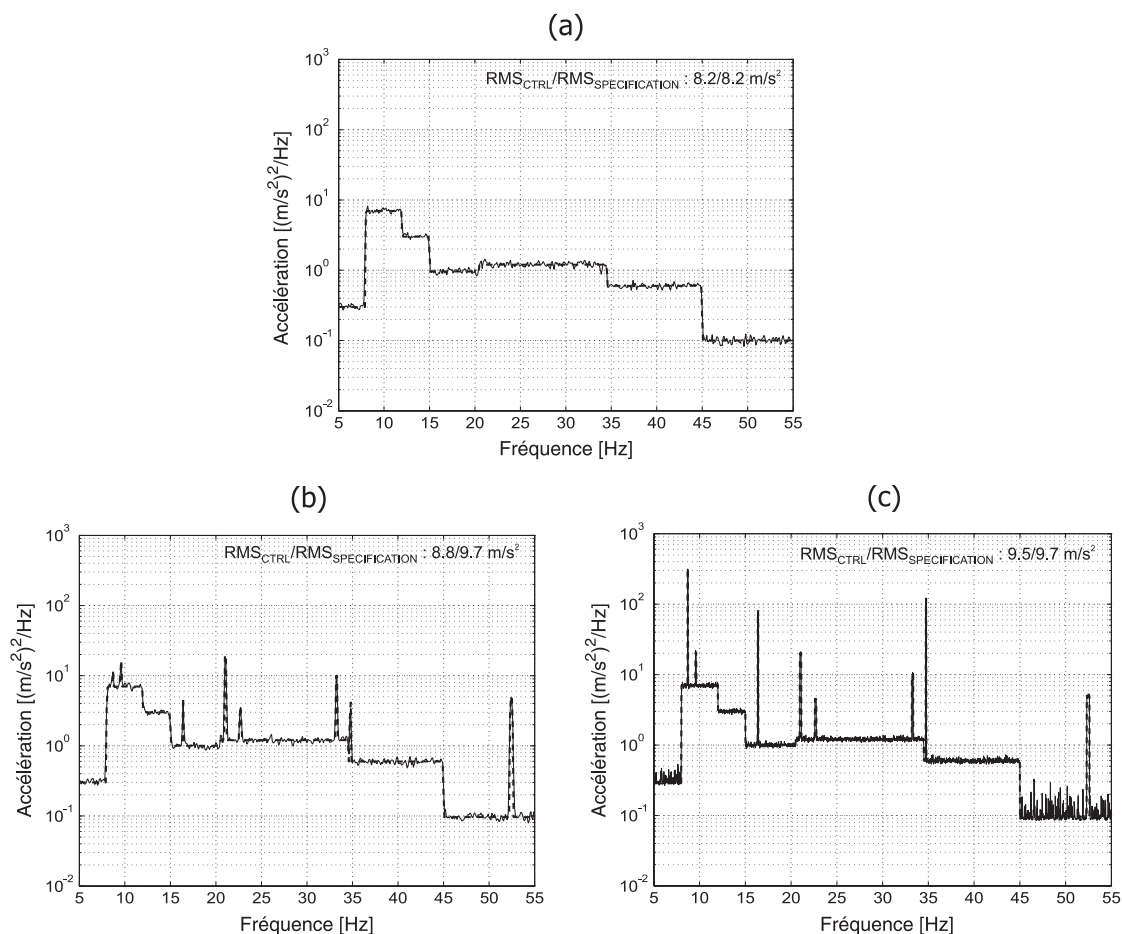 (a)
RMS_CTRL/RMS_SPECIFICATION : 8.2/8.2 m/s²
Accélération [(m/s²)²/Hz]
10³
10²
10¹
10⁰
10⁻¹
10⁻²
5 10 15 20 25 30 35 40 45 50 55
Fréquence [Hz]
(b)
RMS_CTRL/RMS_SPECIFICATION : 8.8/9.7 m/s²
Accélération [(m/s²)²/Hz]
10³
10²
10¹
10⁰
10⁻¹
10⁻²
5 10 15 20 25 30 35 40 45 50 55
Fréquence [Hz]
(c)
RMS_CTRL/RMS_SPECIFICATION : 9.5/9.7 m/s²
Accélération [(m/s²)²/Hz]
10³
10²
10¹
10⁰
10⁻¹
10⁻²
5 10 15 20 25 30 35 40 45 50 55
Fréquence [Hz]